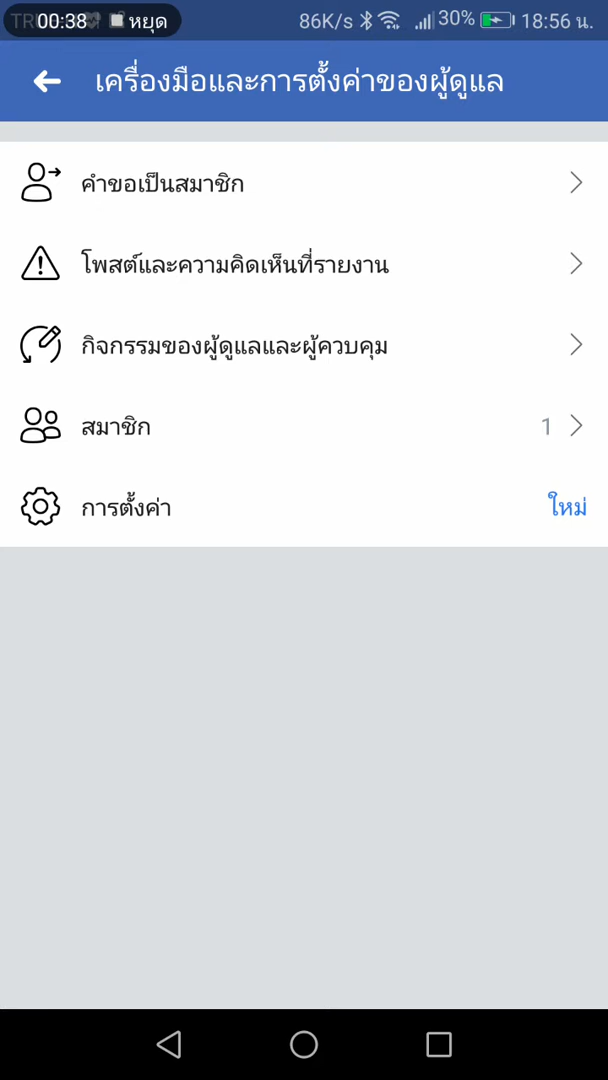 00:38 หยุด 86K/s 30% 18:56 น.
เครื่องมือและการตั้งค่าของผู้ดูแล
คำขอเป็นสมาชิก
โพสต์และความคิดเห็นที่รายงาน
กิจกรรมของผู้ดูแลและผู้ควบคุม
สมาชิก 1
การตั้งค่า ใหม่